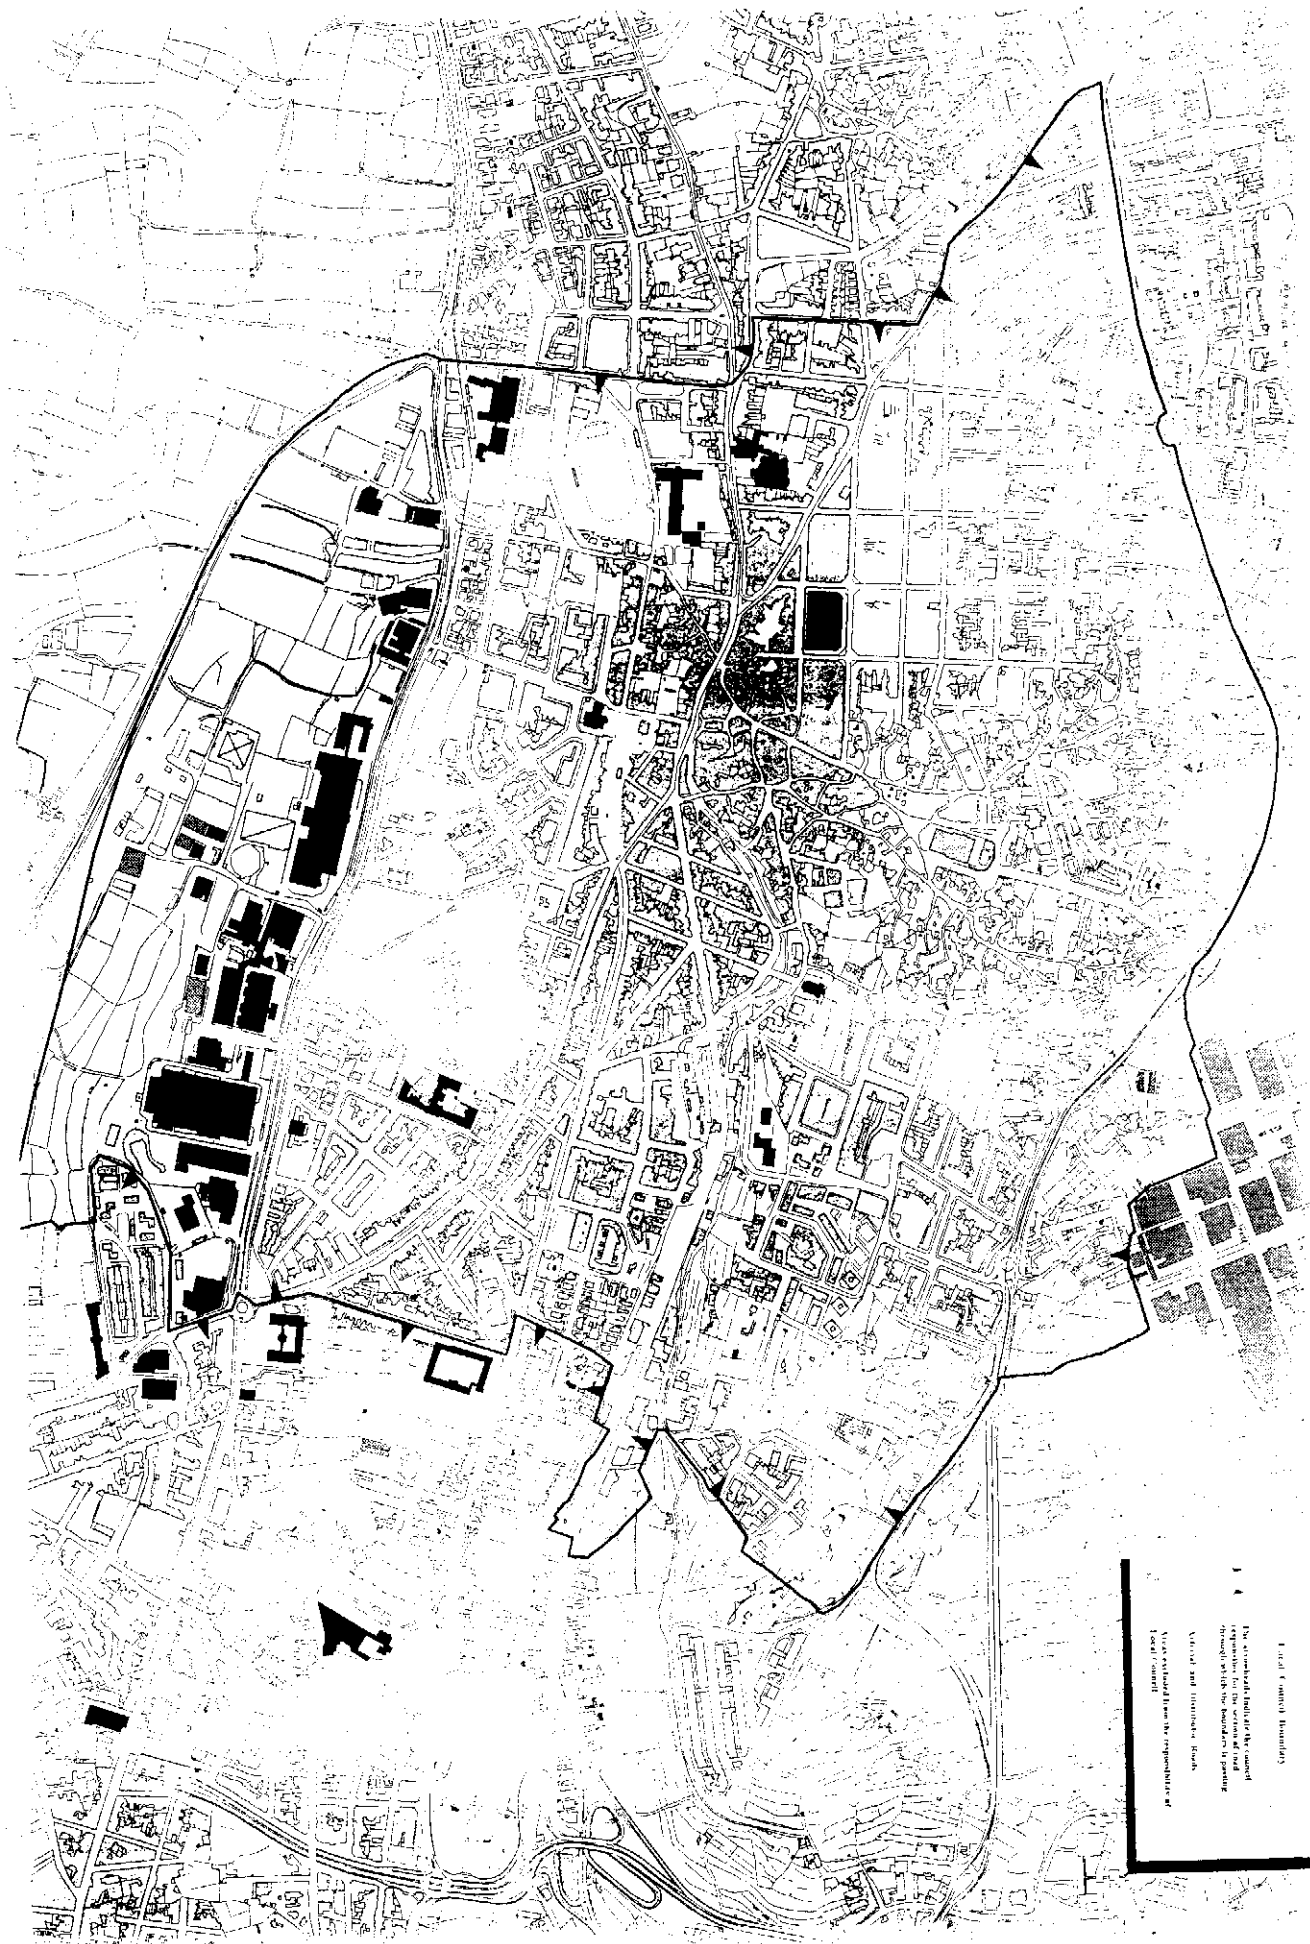 Local Council Boundary
The arrowheads indicate the council
responsible for the section of road
through which the boundary is passing
Arterial and Distributor Roads
Areas excluded from the responsibility of
Local Council